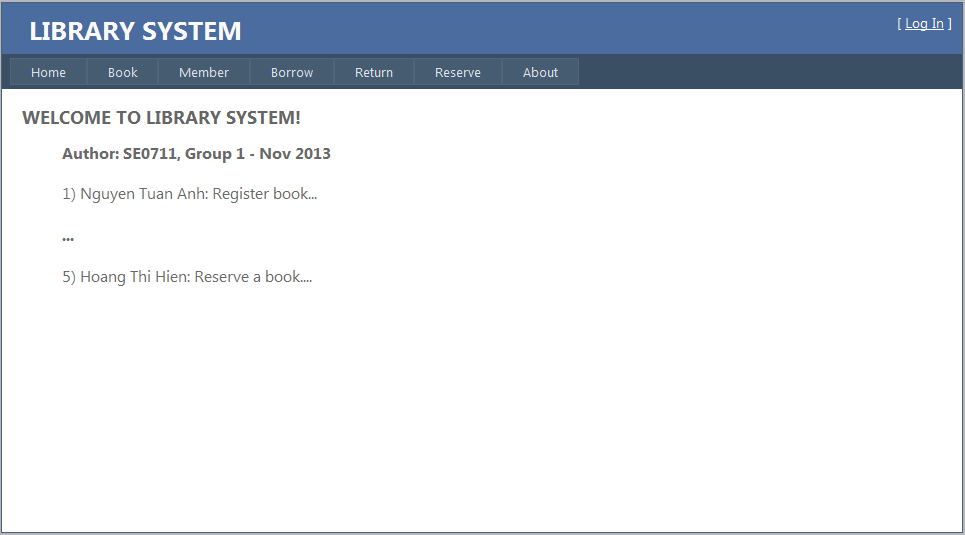 LIBRARY SYSTEM
[ Log In ]
Home Book Member Borrow Return Reserve About
WELCOME TO LIBRARY SYSTEM!
Author: SE0711, Group 1 - Nov 2013
1) Nguyen Tuan Anh: Register book...
...
5) Hoang Thi Hien: Reserve a book....